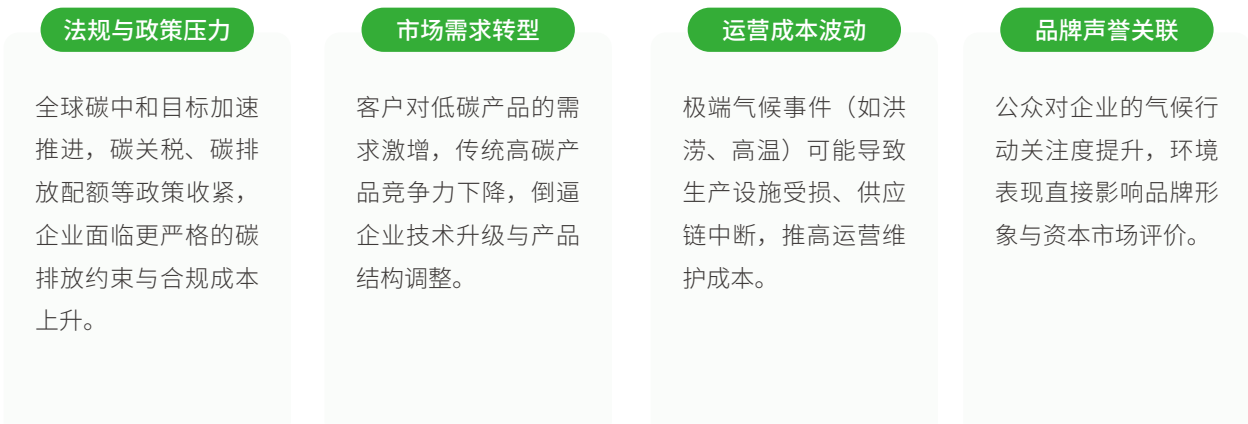 法规与政策压力
全球碳中和目标加速
推进，碳关税、碳排
放配额等政策收紧，
企业面临更严格的碳
排放约束与合规成本
上升。
市场需求转型
客户对低碳产品的需
求激增，传统高碳产
品竞争力下降，倒逼
企业技术升级与产品
结构调整。
运营成本波动
极端气候事件（如洪
涝、高温）可能导致
生产设施受损、供应
链中断，推高运营维
护成本。
品牌声誉关联
公众对企业的气候行
动关注度提升，环境
表现直接影响品牌形
象与资本市场评价。